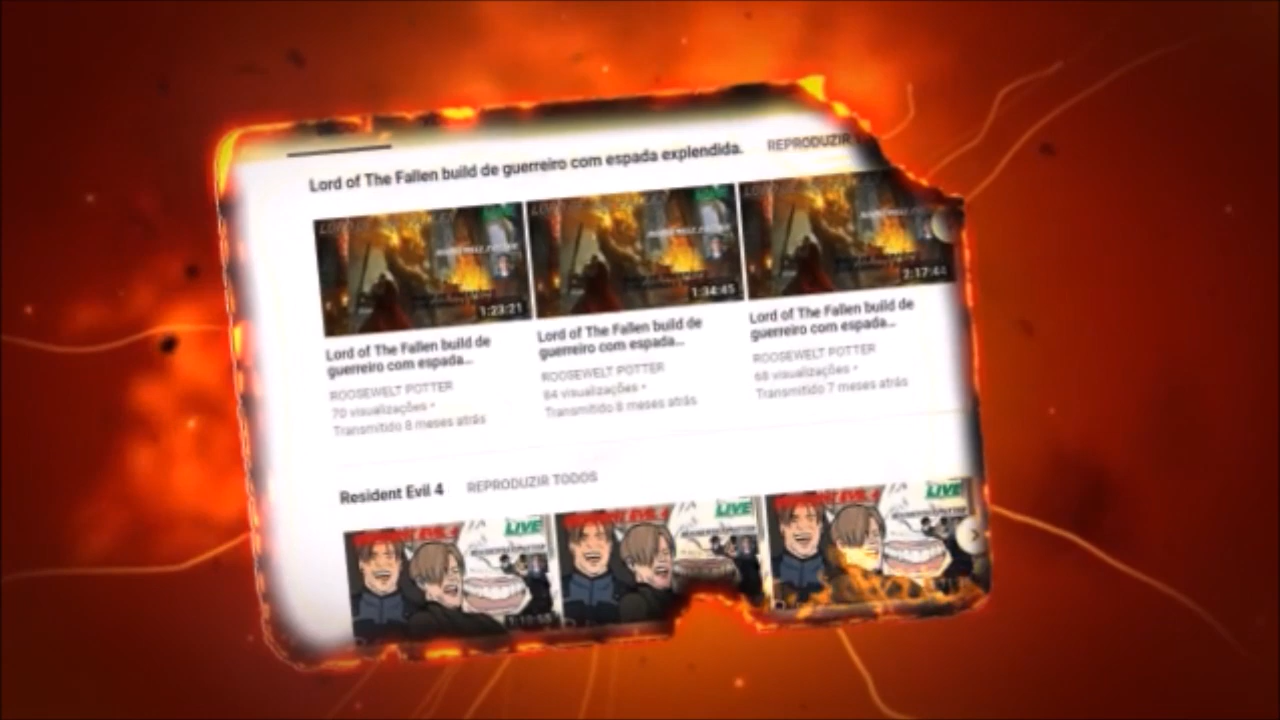 Lord of The Fallen build de guerreiro com espada explendida. REPRODUZIR
1:23:21
1:34:45
2:17:44
Lord of The Fallen build de
guerreiro com espada...
ROOSEWELT POTTER
70 visualizações •
Transmitido 8 meses atrás
Lord of The Fallen build de
guerreiro com espada...
ROOSEWELT POTTER
84 visualizações •
Transmitido 8 meses atrás
Lord of The Fallen build de
guerreiro com espada...
ROOSEWELT POTTER
68 visualizações •
Transmitido 7 meses atrás
Resident Evil 4 REPRODUZIR TODOS
LIVE
LIVE
LIVE